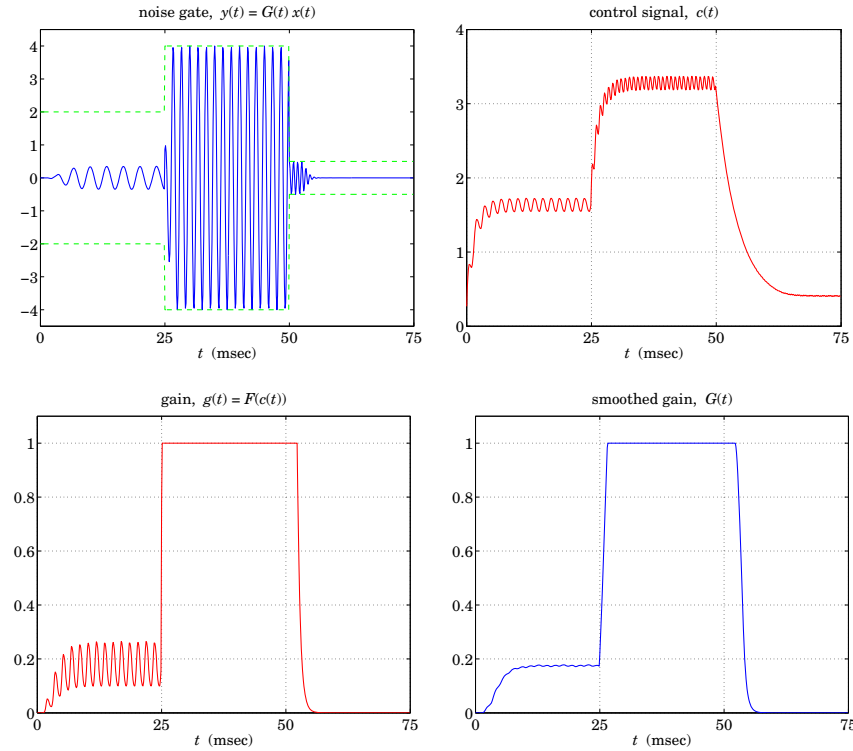 noise gate, y(t) = G(t) x(t)
4
3
2
1
0
−1
−2
−3
−4
0 25 50 75
t (msec)
control signal, c(t)
4
3
2
1
0
0 25 50 75
t (msec)
gain, g(t) = F(c(t))
1
0.8
0.6
0.4
0.2
0
0 25 50 75
t (msec)
smoothed gain, G(t)
1
0.8
0.6
0.4
0.2
0
0 25 50 75
t (msec)